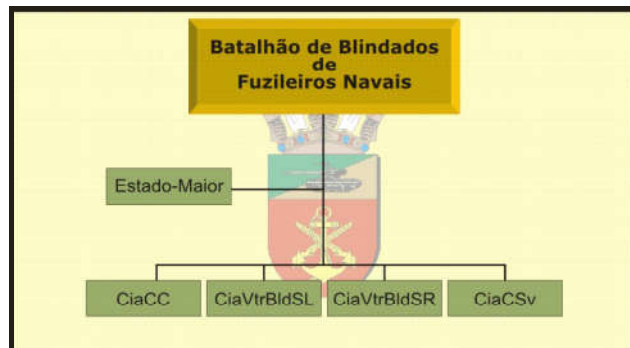 Batalhão de Blindados
de
Fuzileiros Navais
Estado-Maior
CiaCC
CiaVtrBldSL
CiaVtrBldSR
CiaCSv